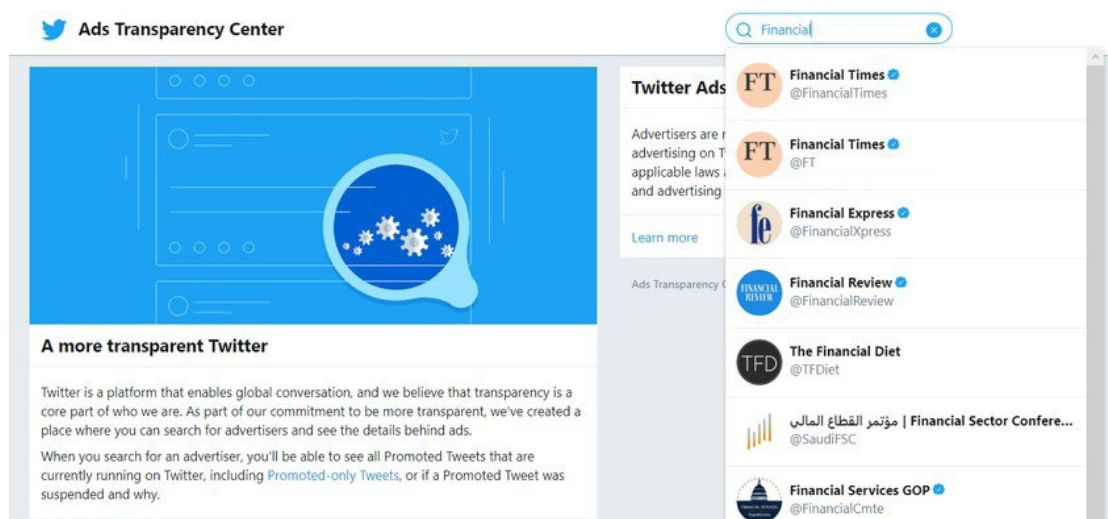 Ads Transparency Center
Financial
A more transparent Twitter
Twitter is a platform that enables global conversation, and we believe that transparency is a
core part of who we are. As part of our commitment to be more transparent, we've created a
place where you can search for advertisers and see the details behind ads.
When you search for an advertiser, you'll be able to see all Promoted Tweets that are
currently running on Twitter, including Promoted-only Tweets, or if a Promoted Tweet was
suspended and why.
Twitter Ads
Advertisers are
advertising on
applicable laws
and advertising
Learn more
Ads Transparency
FT
Financial Times
@FinancialTimes
FT
Financial Times
@FT
fe
Financial Express
@FinancialXpress
FINANCIAL
REVIEW
Financial Review
@FinancialReview
TFD
The Financial Diet
@TFDiet
مؤتمر القطاع المالي | Financial Sector Confere...
@SaudiFSC
Financial Services GOP
@FinancialCmte